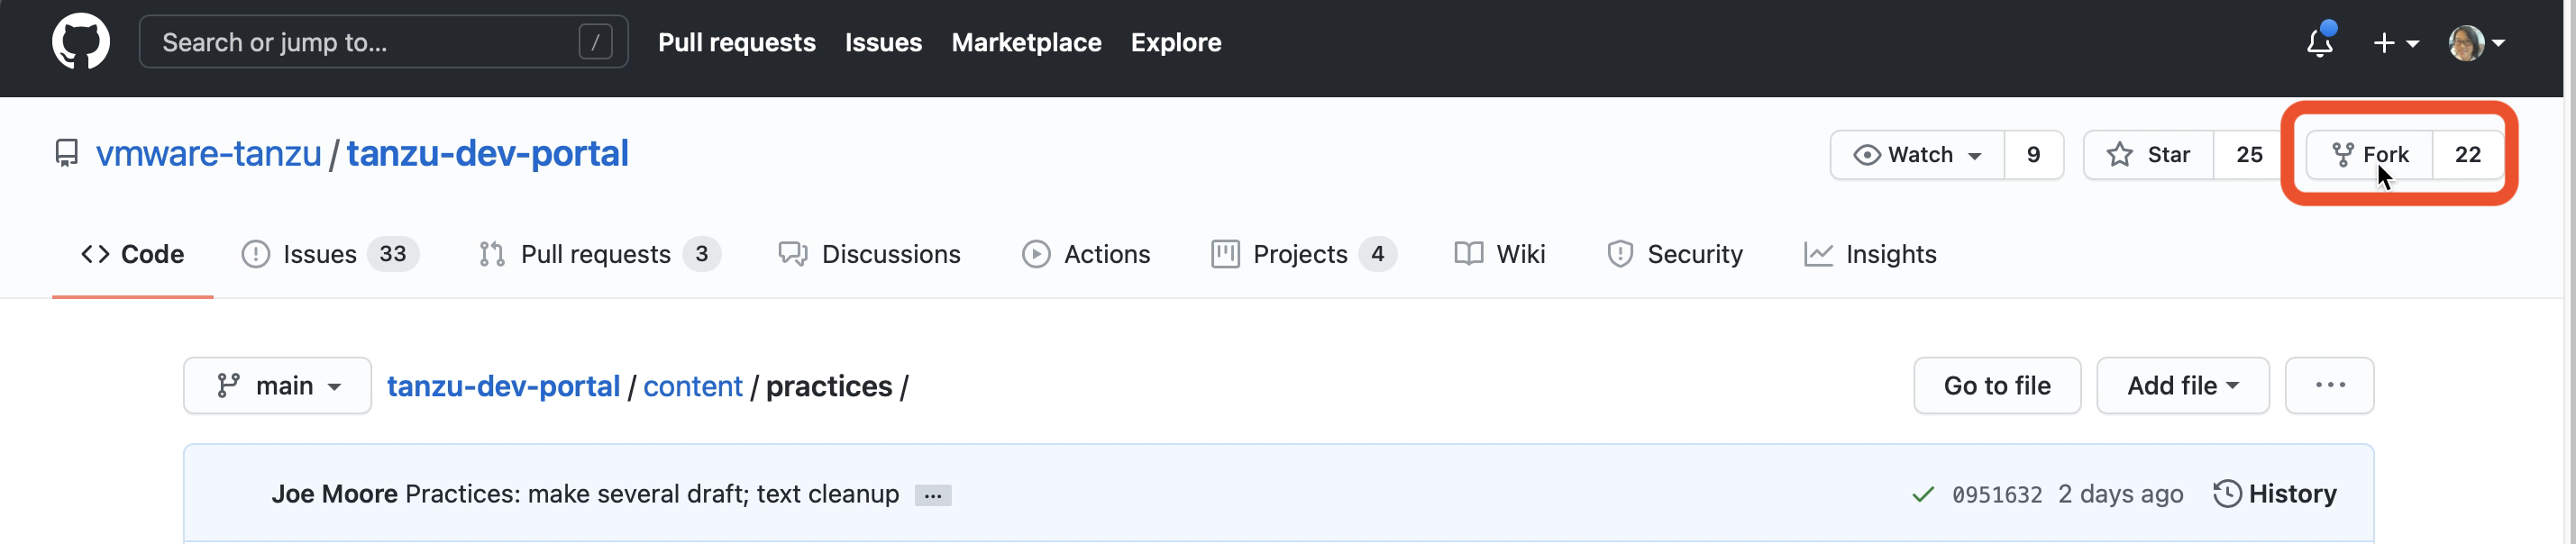 Search or jump to... / Pull requests Issues Marketplace Explore
vmware-tanzu / tanzu-dev-portal Watch 9 Star 25 Fork 22
Code Issues 33 Pull requests 3 Discussions Actions Projects 4 Wiki Security Insights
main tanzu-dev-portal / content / practices / Go to file Add file ...
Joe Moore Practices: make several draft; text cleanup ... 0951632 2 days ago History